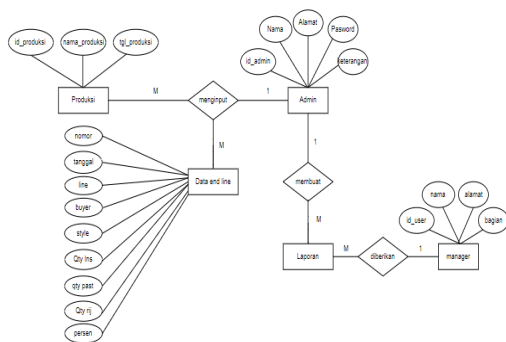 id_produksi
nama_produksi
tgl_produksi
Nama
Alamat
Pasword
id_admin
keterangan
Produksi
M
menginput
1
Admin
M
1
nomor
tanggal
line
buyer
style
Qty Ins
qty past
Qty rij
persen
Data end line
membuat
M
nama
alamat
id_user
bagian
Laporan
M
diberikan
1
manager